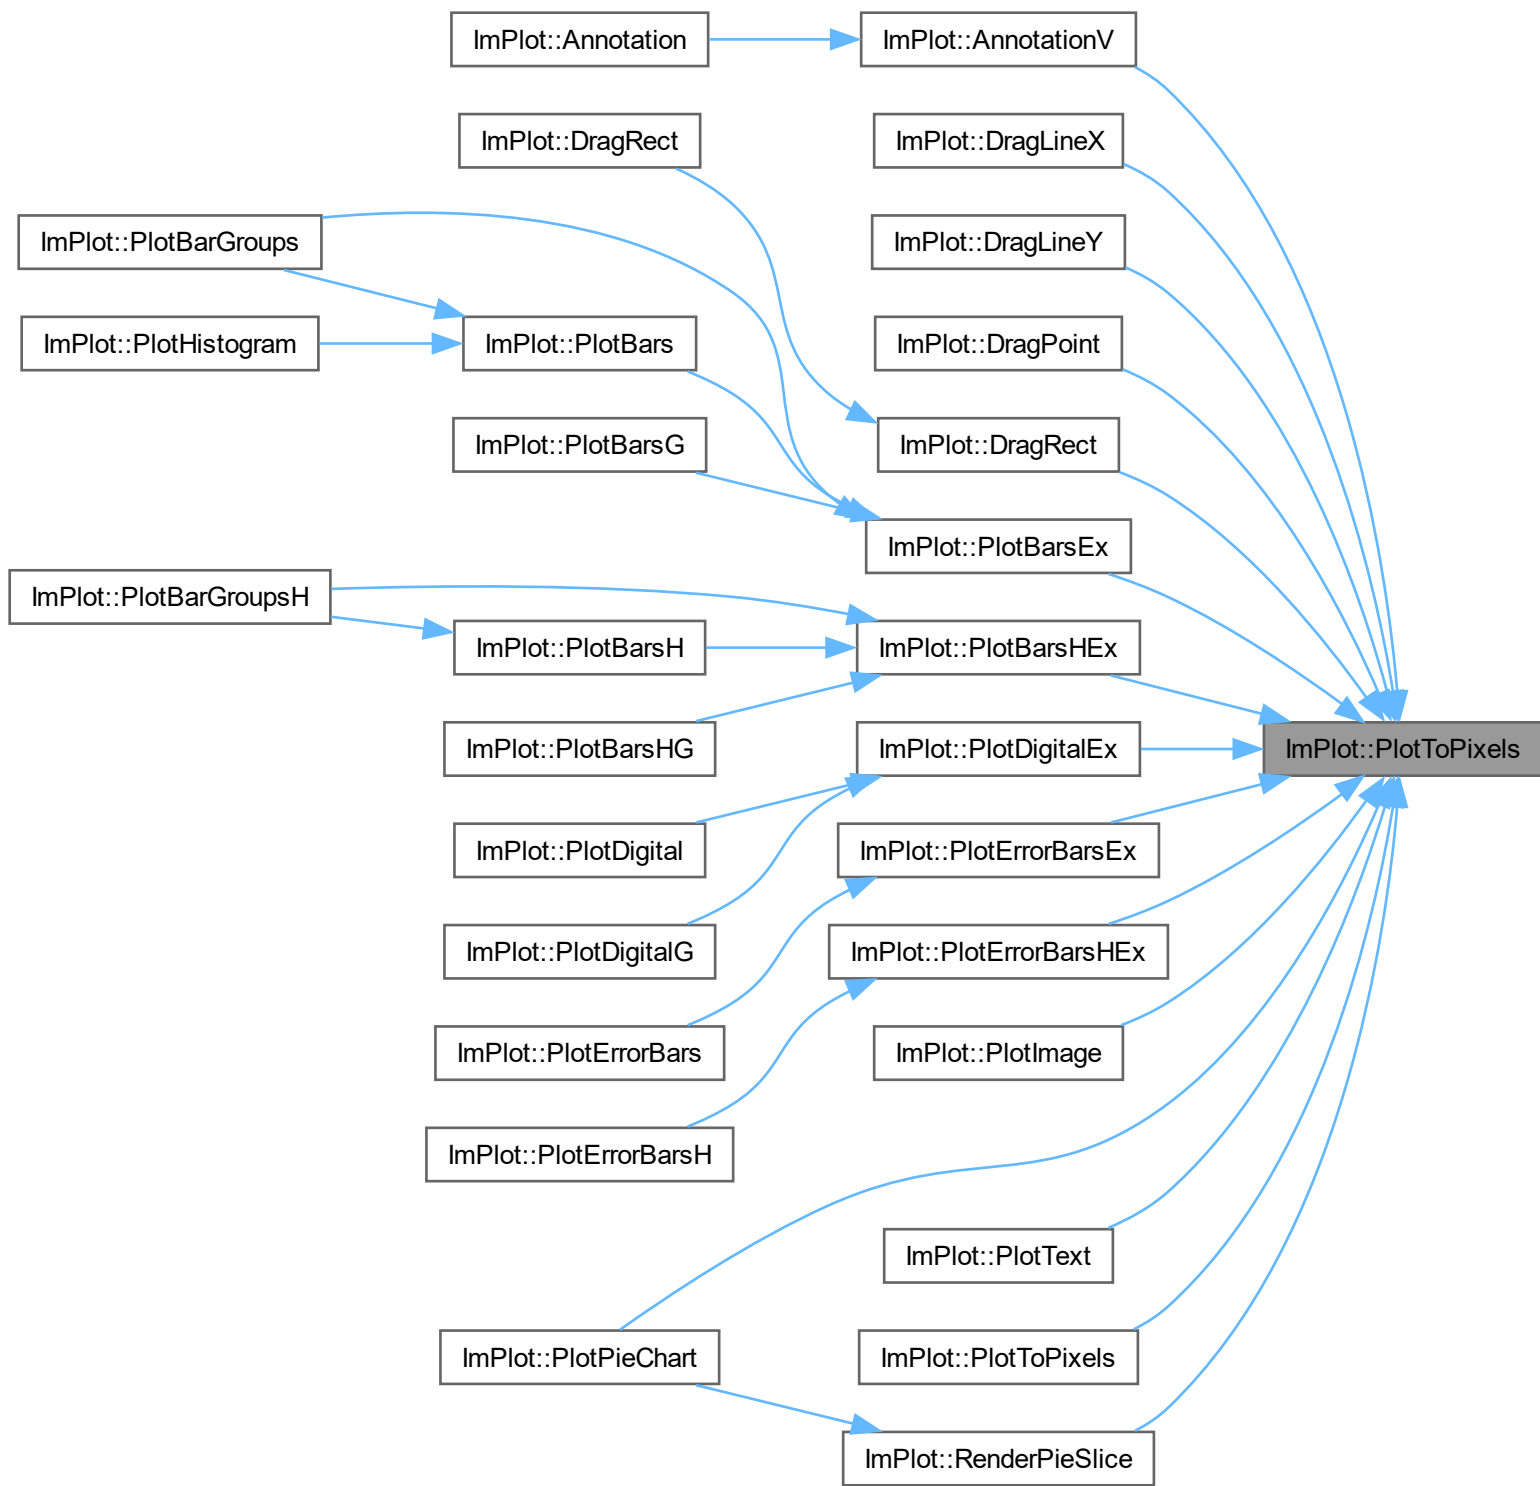 ImPlot::Annotation
ImPlot::AnnotationV
ImPlot::DragRect
ImPlot::DragLineX
ImPlot::PlotBarGroups
ImPlot::DragLineY
ImPlot::PlotHistogram
ImPlot::PlotBars
ImPlot::DragPoint
ImPlot::PlotBarsG
ImPlot::DragRect
ImPlot::PlotBarsEx
ImPlot::PlotBarGroupsH
ImPlot::PlotBarsH
ImPlot::PlotBarsHEx
ImPlot::PlotBarsHG
ImPlot::PlotDigitalEx
ImPlot::PlotToPixels
ImPlot::PlotDigital
ImPlot::PlotErrorBarsEx
ImPlot::PlotDigitalG
ImPlot::PlotErrorBarsHEx
ImPlot::PlotErrorBars
ImPlot::PlotImage
ImPlot::PlotErrorBarsH
ImPlot::PlotText
ImPlot::PlotPieChart
ImPlot::PlotToPixels
ImPlot::RenderPieSlice